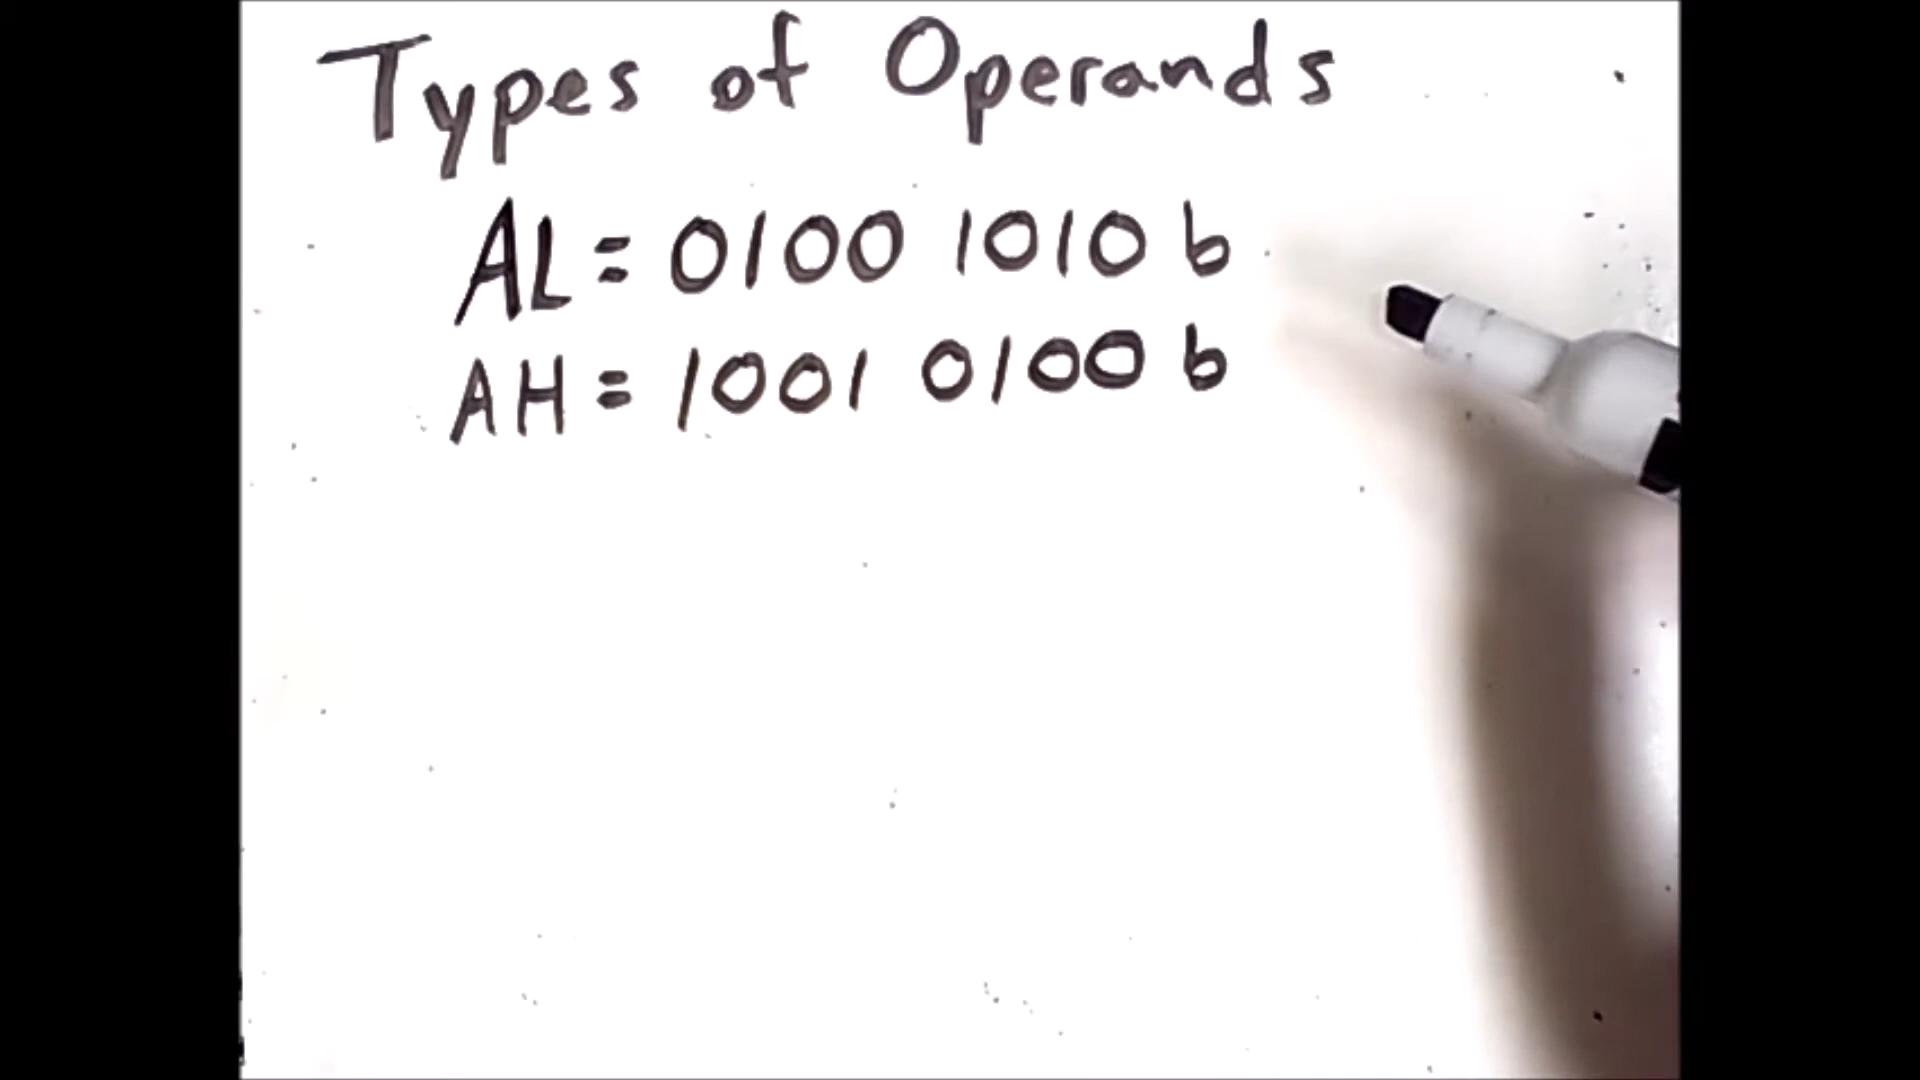 Types of Operands
AL = 0100 1010 b
AH = 1001 0100 b